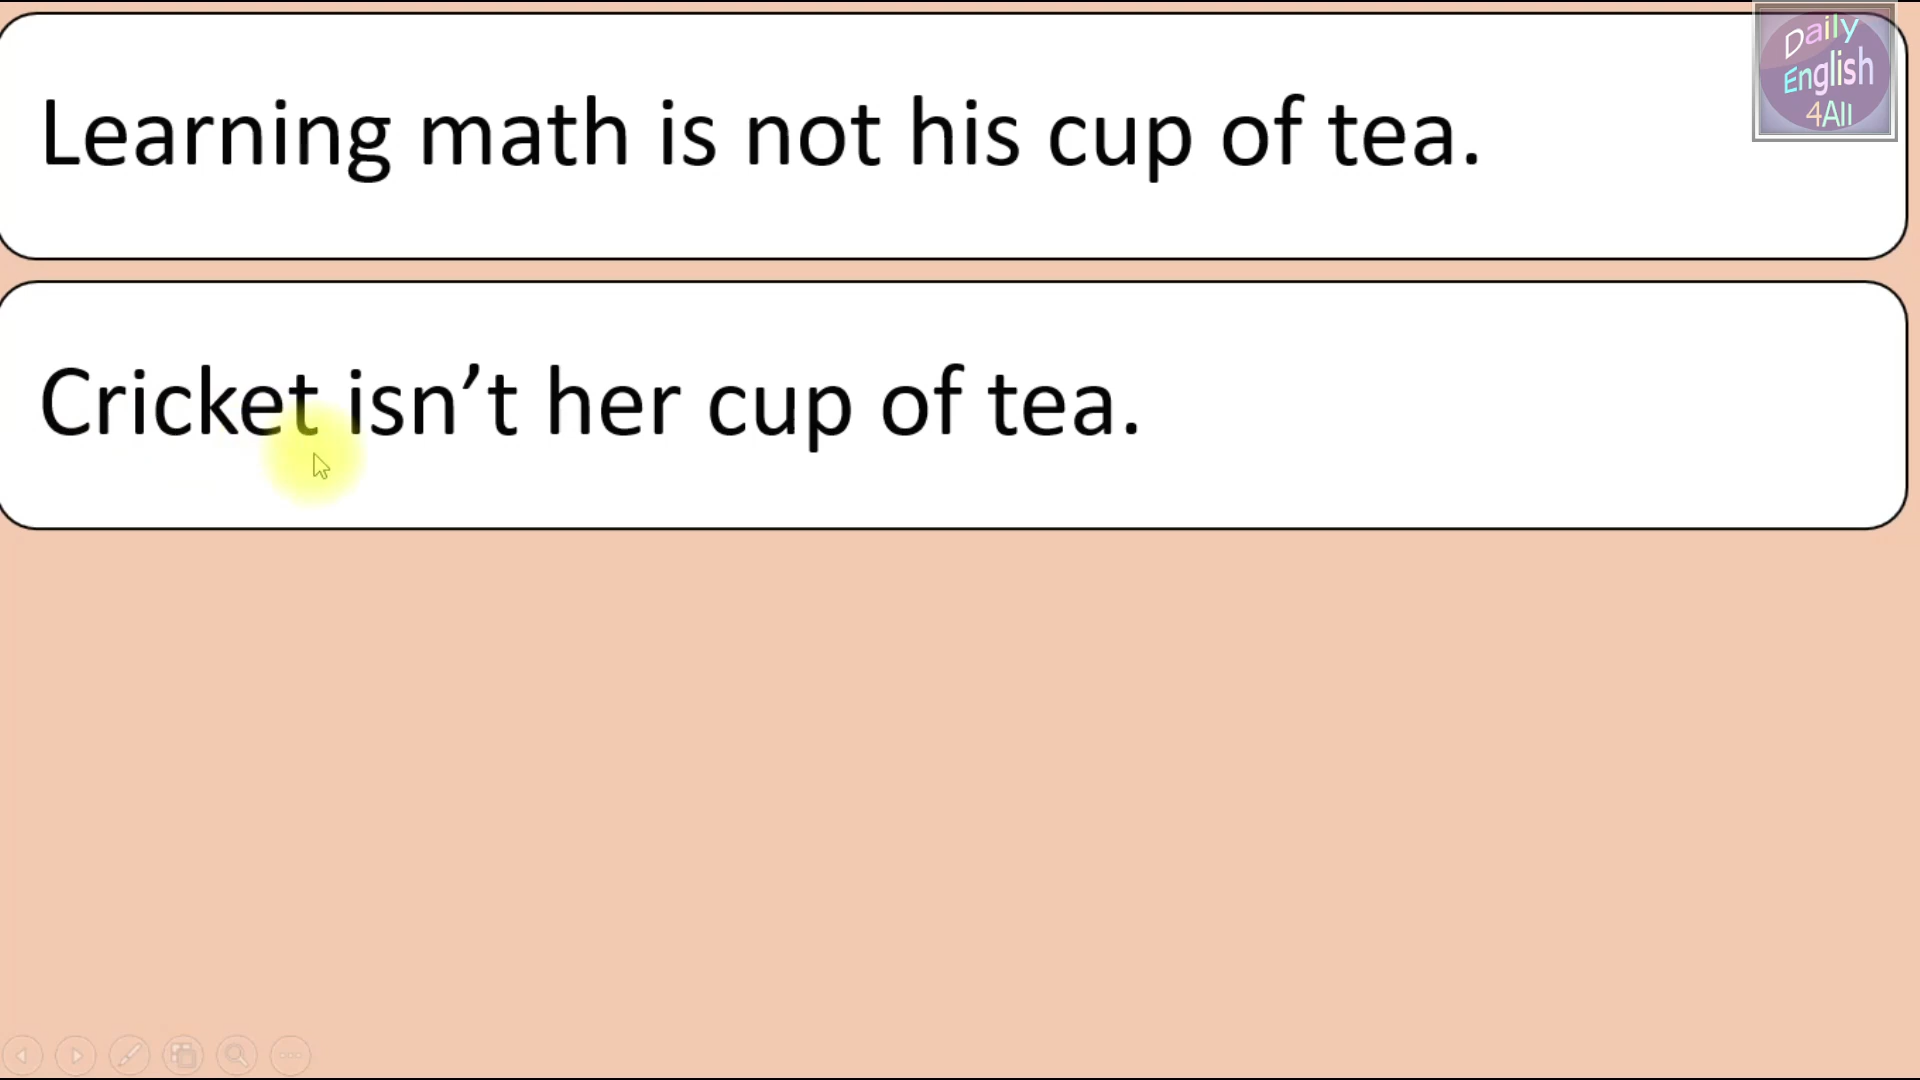 Daily
English
4All
Learning math is not his cup of tea.
Cricket isn’t her cup of tea.